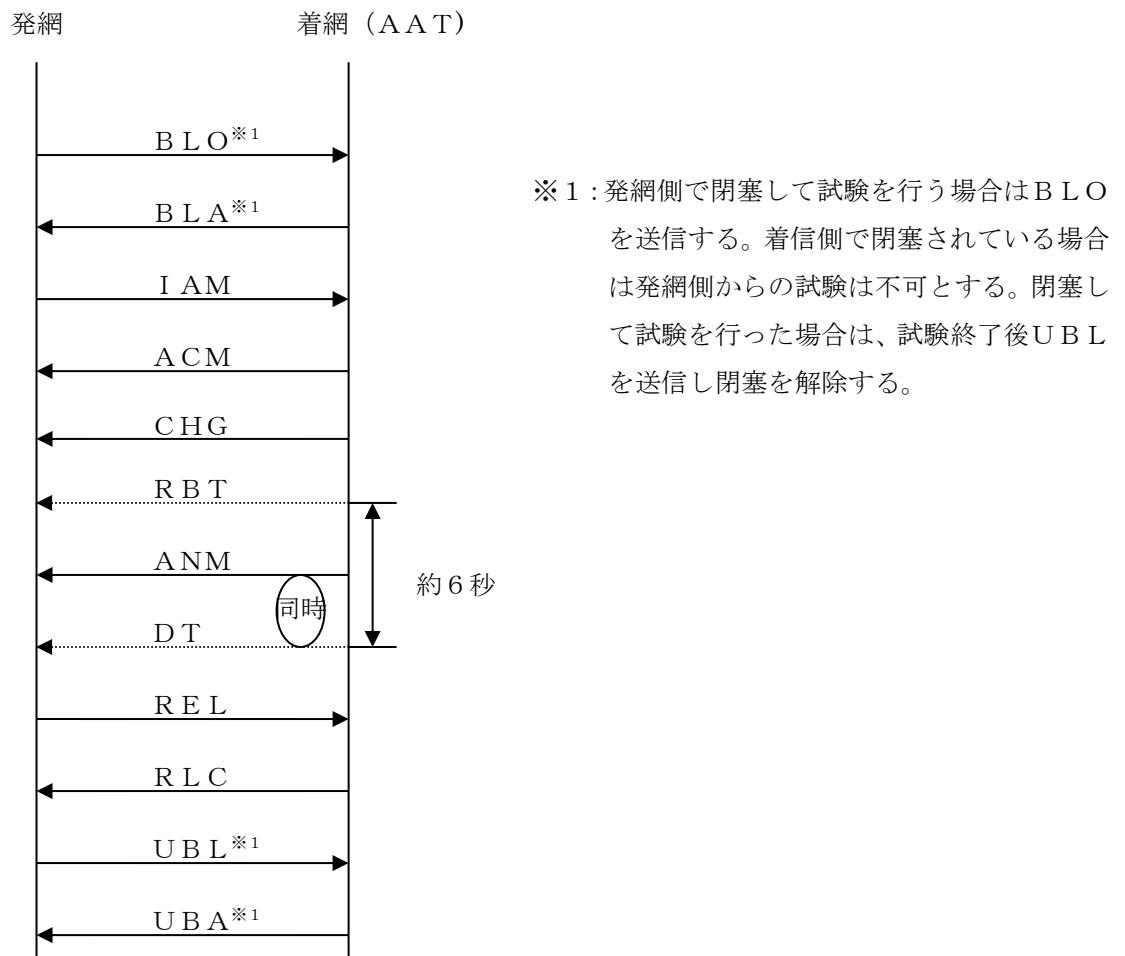 発網
着網（ＡＡＴ）
ＢＬＯ※1
ＢＬＡ※1
ＩＡＭ
ＡＣＭ
ＣＨＧ
ＲＢＴ
ＡＮＭ
同時
約６秒
ＤＴ
ＲＥＬ
ＲＬＣ
ＵＢＬ※1
ＵＢＡ※1
※１：発網側で閉塞して試験を行う場合はＢＬＯ
を送信する。着信側で閉塞されている場合
は発網側からの試験は不可とする。閉塞し
て試験を行った場合は、試験終了後ＵＢＬ
を送信し閉塞を解除する。